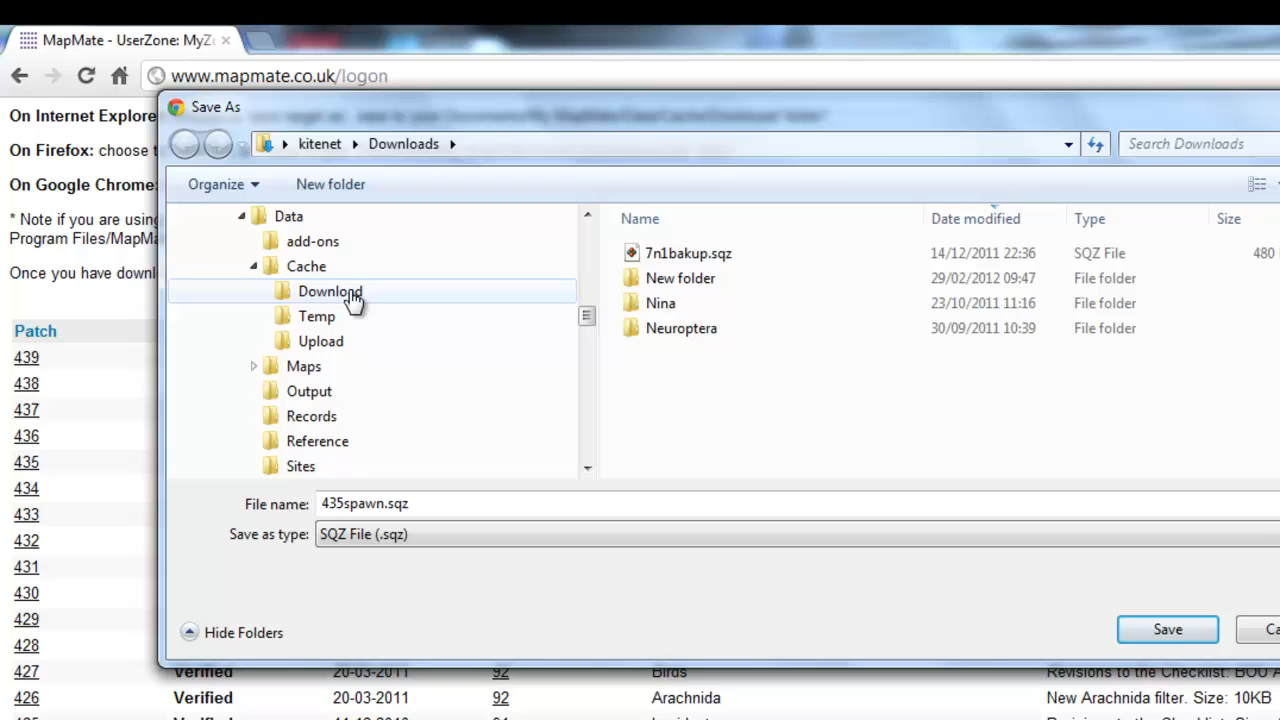 MapMate - UserZone: MyZ
www.mapmate.co.uk/logon
On Internet Explore
On Firefox: choose t
On Google Chrome:
* Note if you are using
Program Files/MapMa
Once you have downl
Save As
kitenet Downloads
Search Downloads
Organize New folder
Data
add-ons
Cache
Download
Temp
Upload
Maps
Output
Records
Reference
Sites
Name Date modified Type Size
7n1bakup.sqz 14/12/2011 22:36 SQZ File 480
New folder 29/02/2012 09:47 File folder
Nina 23/10/2011 11:16 File folder
Neuroptera 30/09/2011 10:39 File folder
File name: 435spawn.sqz
Save as type: SQZ File (.sqz)
Hide Folders
Save Ca
Patch
439
438
437
436
435
434
433
432
431
430
429
428
427 Verified 20-03-2011 92 Birds Revisions to the Checklist: BOU A
426 Verified 20-03-2011 92 Arachnida New Arachnida filter. Size: 10KB